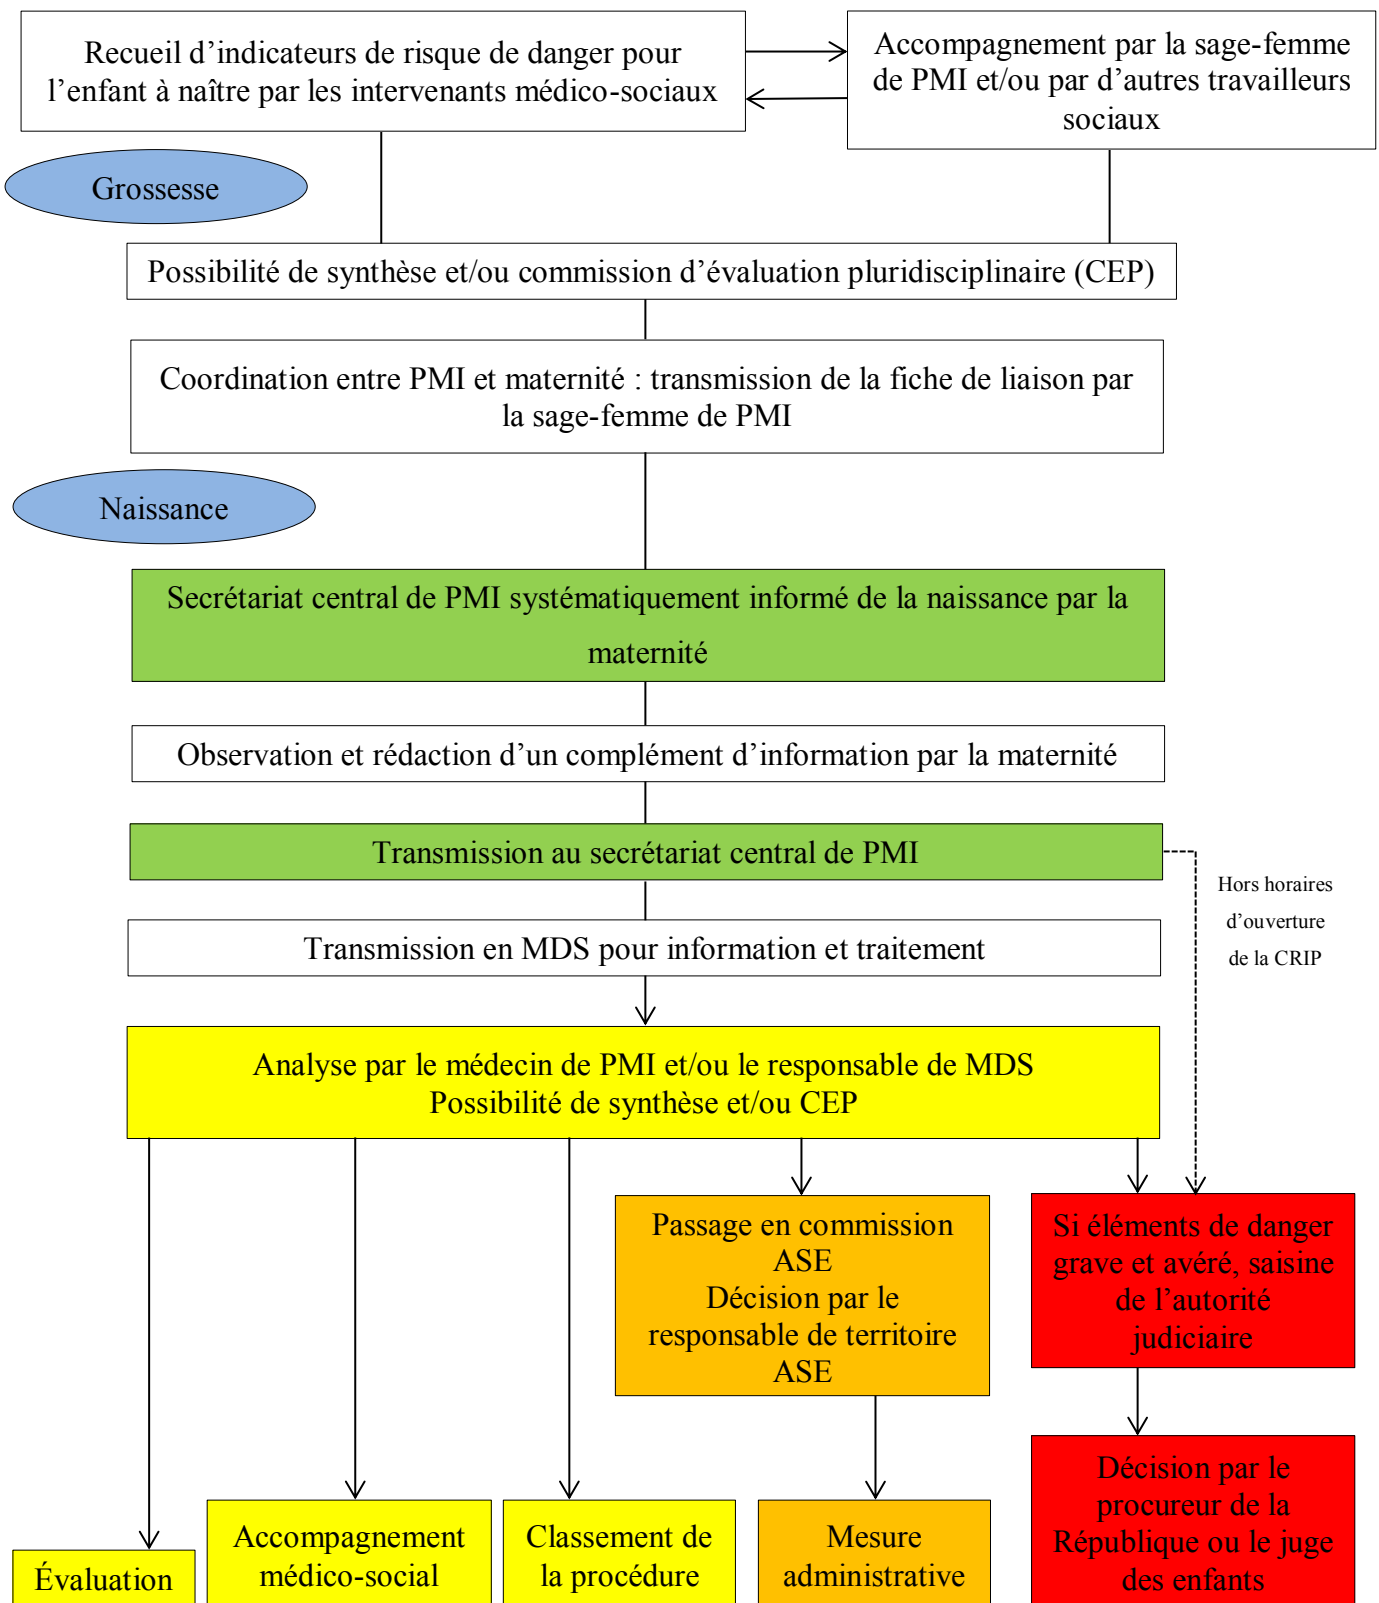 Recueil d’indicateurs de risque de danger pour
l’enfant à naître par les intervenants médico-sociaux
Accompagnement par la sage-femme
de PMI et/ou par d’autres travailleurs
sociaux
Grossesse
Possibilité de synthèse et/ou commission d’évaluation pluridisciplinaire (CEP)
Coordination entre PMI et maternité : transmission de la fiche de liaison par
la sage-femme de PMI
Naissance
Secrétariat central de PMI systématiquement informé de la naissance par la
maternité
Observation et rédaction d’un complément d’information par la maternité
Transmission au secrétariat central de PMI
Hors horaires
d’ouverture
de la CRIP
Transmission en MDS pour information et traitement
Analyse par le médecin de PMI et/ou le responsable de MDS
Possibilité de synthèse et/ou CEP
Passage en commission
ASE
Décision par le
responsable de territoire
ASE
Si éléments de danger
grave et avéré, saisine
de l’autorité
judiciaire
Évaluation
Accompagnement
médico-social
Classement de
la procédure
Mesure
administrative
Décision par le
procureur de la
République ou le juge
des enfants